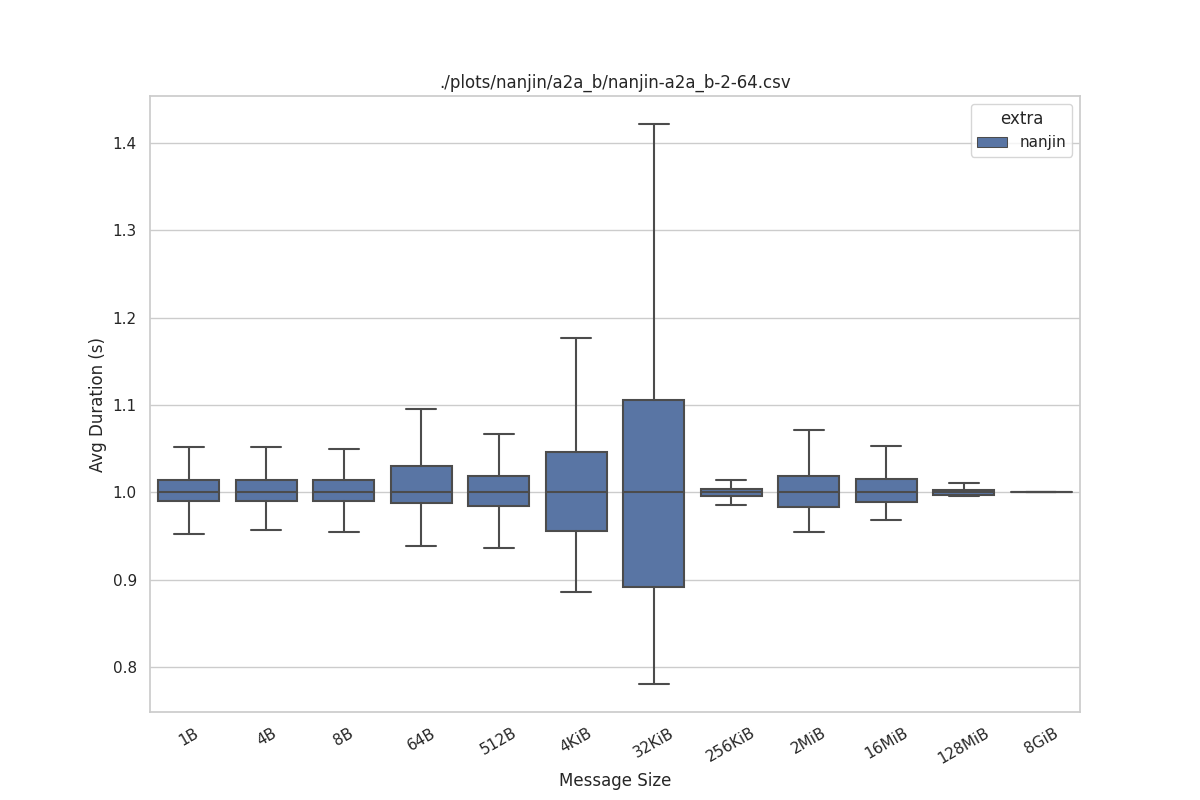 ./plots/nanjin/a2a_b/nanjin-a2a_b-2-64.csv
extra
nanjin
Avg Duration (s)
1.4
1.3
1.2
1.1
1.0
0.9
0.8
1B
4B
8B
64B
512B
4KiB
32KiB
256KiB
2MiB
16MiB
128MiB
8GiB
Message Size